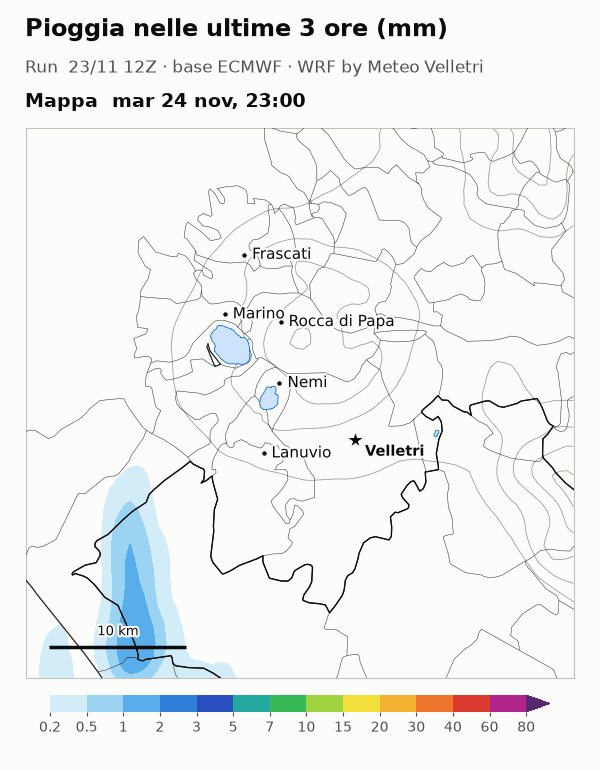 Pioggia nelle ultime 3 ore (mm)
Run  23/11 12Z · base ECMWF · WRF by Meteo Velletri
Mappa  mar 24 nov, 23:00
Frascati
Marino
Rocca di Papa
Nemi
Velletri
Lanuvio
10 km
0.2 0.5 1 2 3 5 7 10 15 20 30 40 60 80